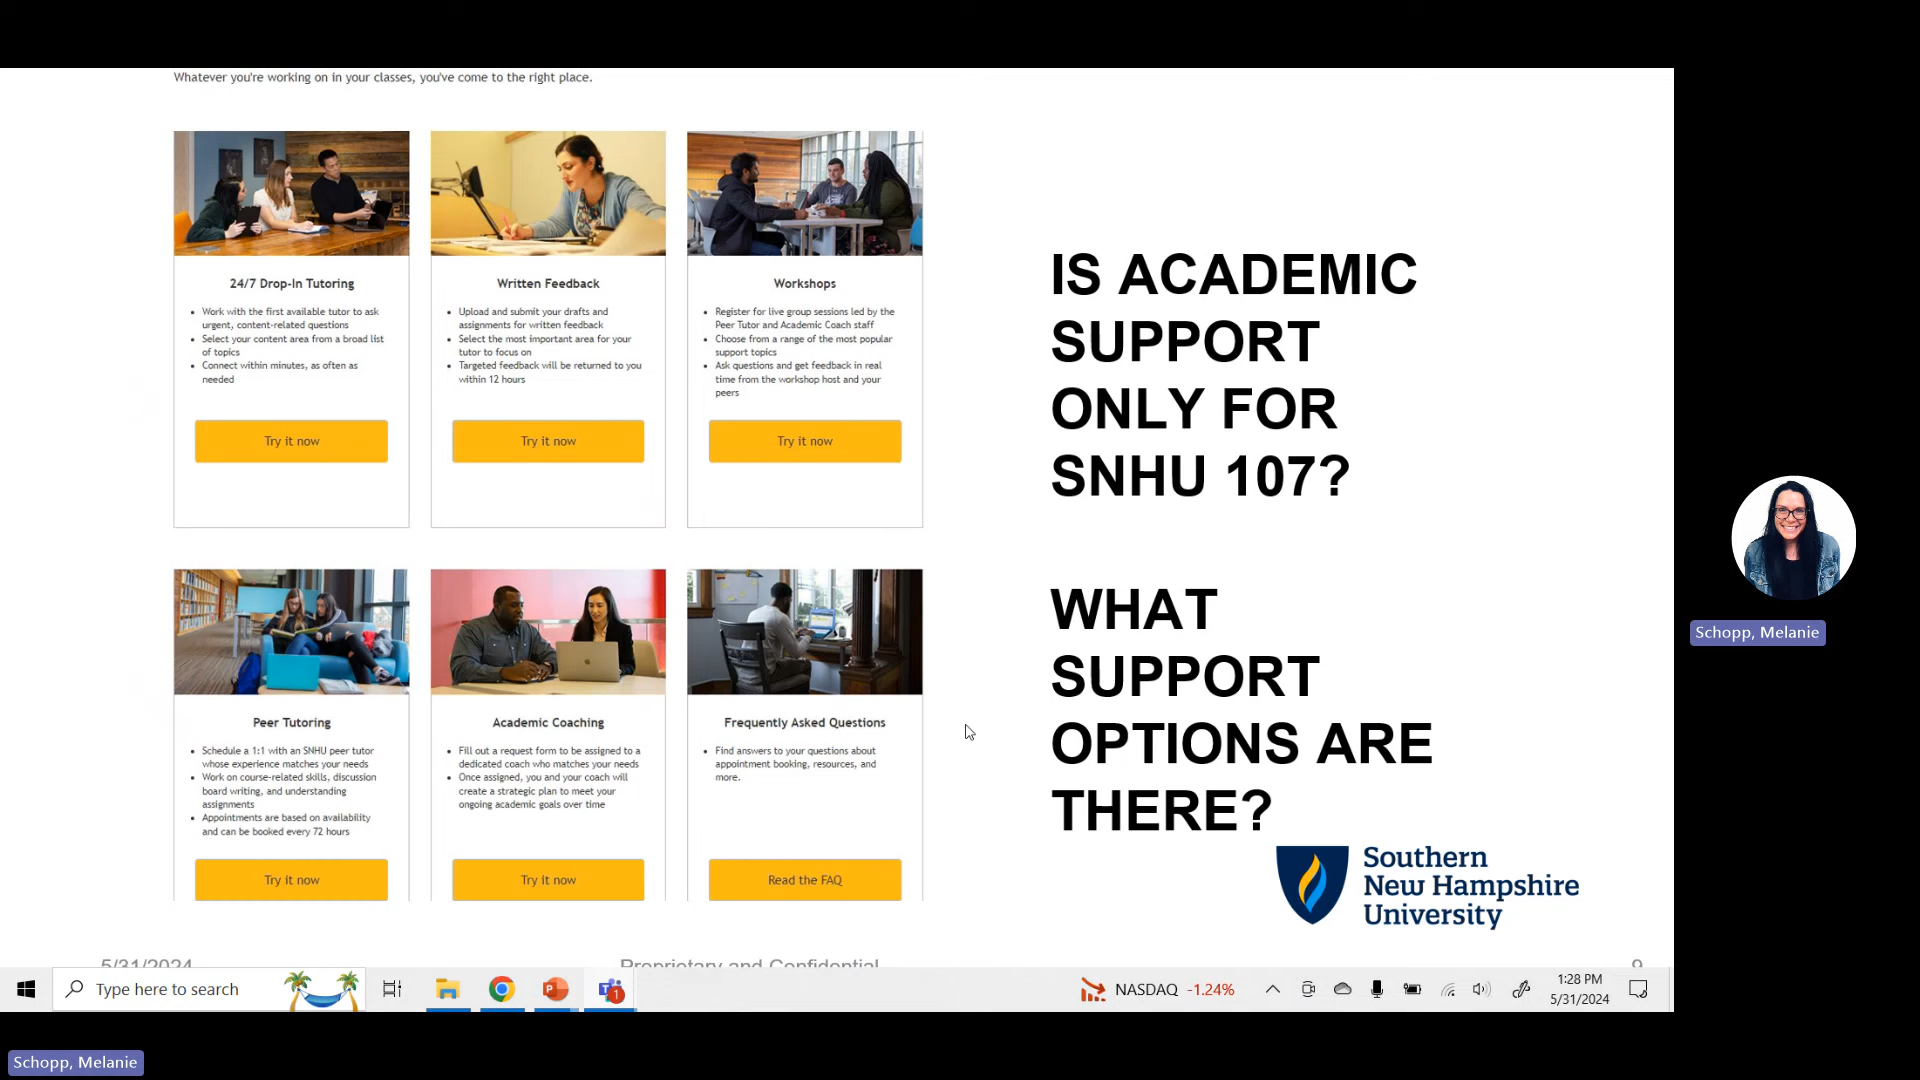 Whatever you're working on in your classes, you've come to the right place.
24/7 Drop-In Tutoring
Work with the first available tutor to ask
urgent, content-related questions
Select your content area from a broad list
of topics
Connect within minutes, as often as
needed
Try it now
Written Feedback
Upload and submit your drafts and
assignments for written feedback
Select the most important area for your
tutor to focus on
Targeted feedback will be returned to you
within 12 hours
Try it now
Workshops
Register for live group sessions led by the
Peer Tutor and Academic Coach staff
Choose from a range of the most popular
support topics
Ask questions and get feedback in real
time from the workshop host and your
peers
Try it now
Peer Tutoring
Schedule a 1:1 with an SNHU peer tutor
whose experience matches your needs
Work on course-related skills, discussion
board writing, and understanding
assignments
Appointments are based on availability
and can be booked every 72 hours
Try it now
Academic Coaching
Fill out a request form to be assigned to a
dedicated coach who matches your needs
Once assigned, you and your coach will
create a strategic plan to meet your
ongoing academic goals over time
Try it now
Frequently Asked Questions
Find answers to your questions about
appointment booking, resources, and
more.
Read the FAQ
IS ACADEMIC
SUPPORT
ONLY FOR
SNHU 107?
WHAT
SUPPORT
OPTIONS ARE
THERE?
Southern
New Hampshire
University
5/31/2024
Proprietary and Confidential
9
Schopp, Melanie
Type here to search
1
NASDAQ -1.24%
1:28 PM
5/31/2024
Schopp, Melanie